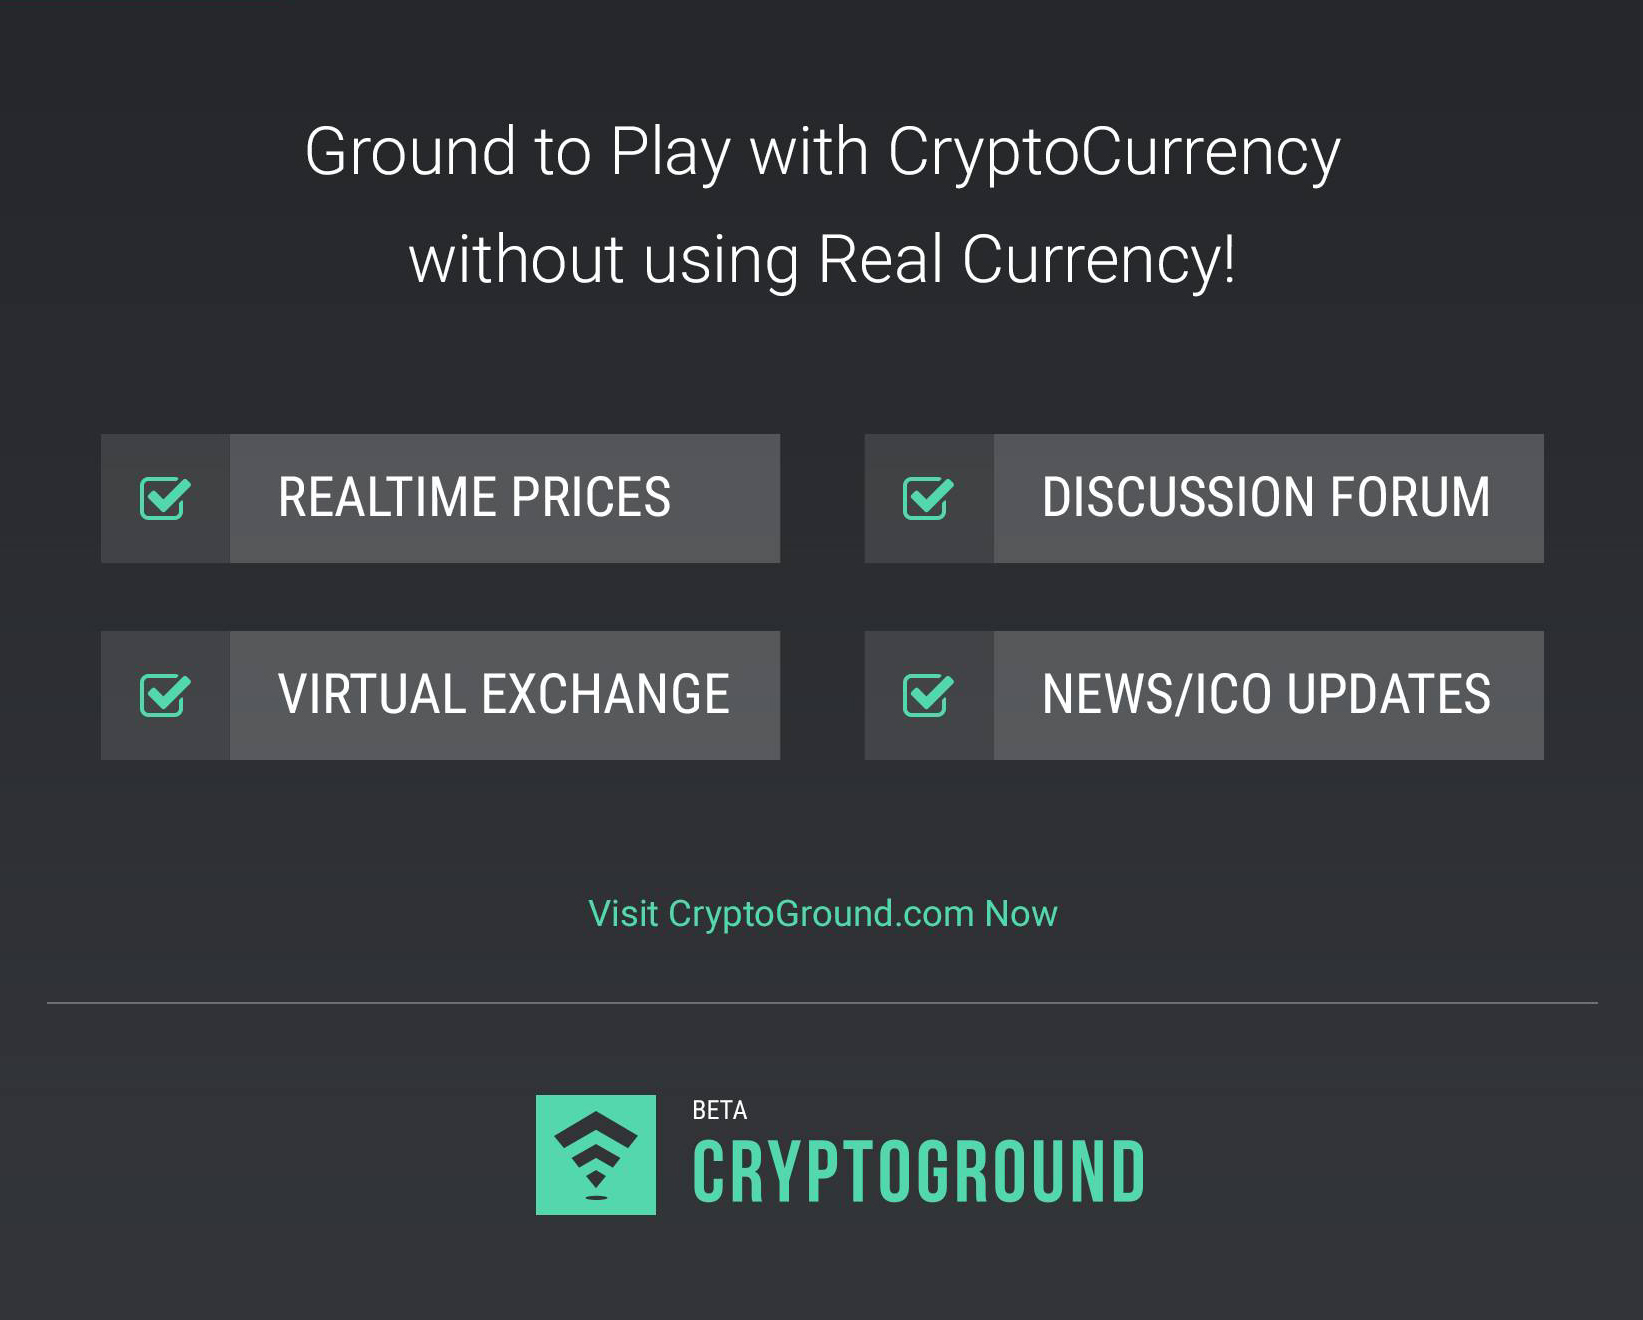 Ground to Play with CryptoCurrency
without using Real Currency!
REALTIME PRICES
DISCUSSION FORUM
VIRTUAL EXCHANGE
NEWS/ICO UPDATES
Visit CryptoGround.com Now
BETA
CRYPTOGROUND